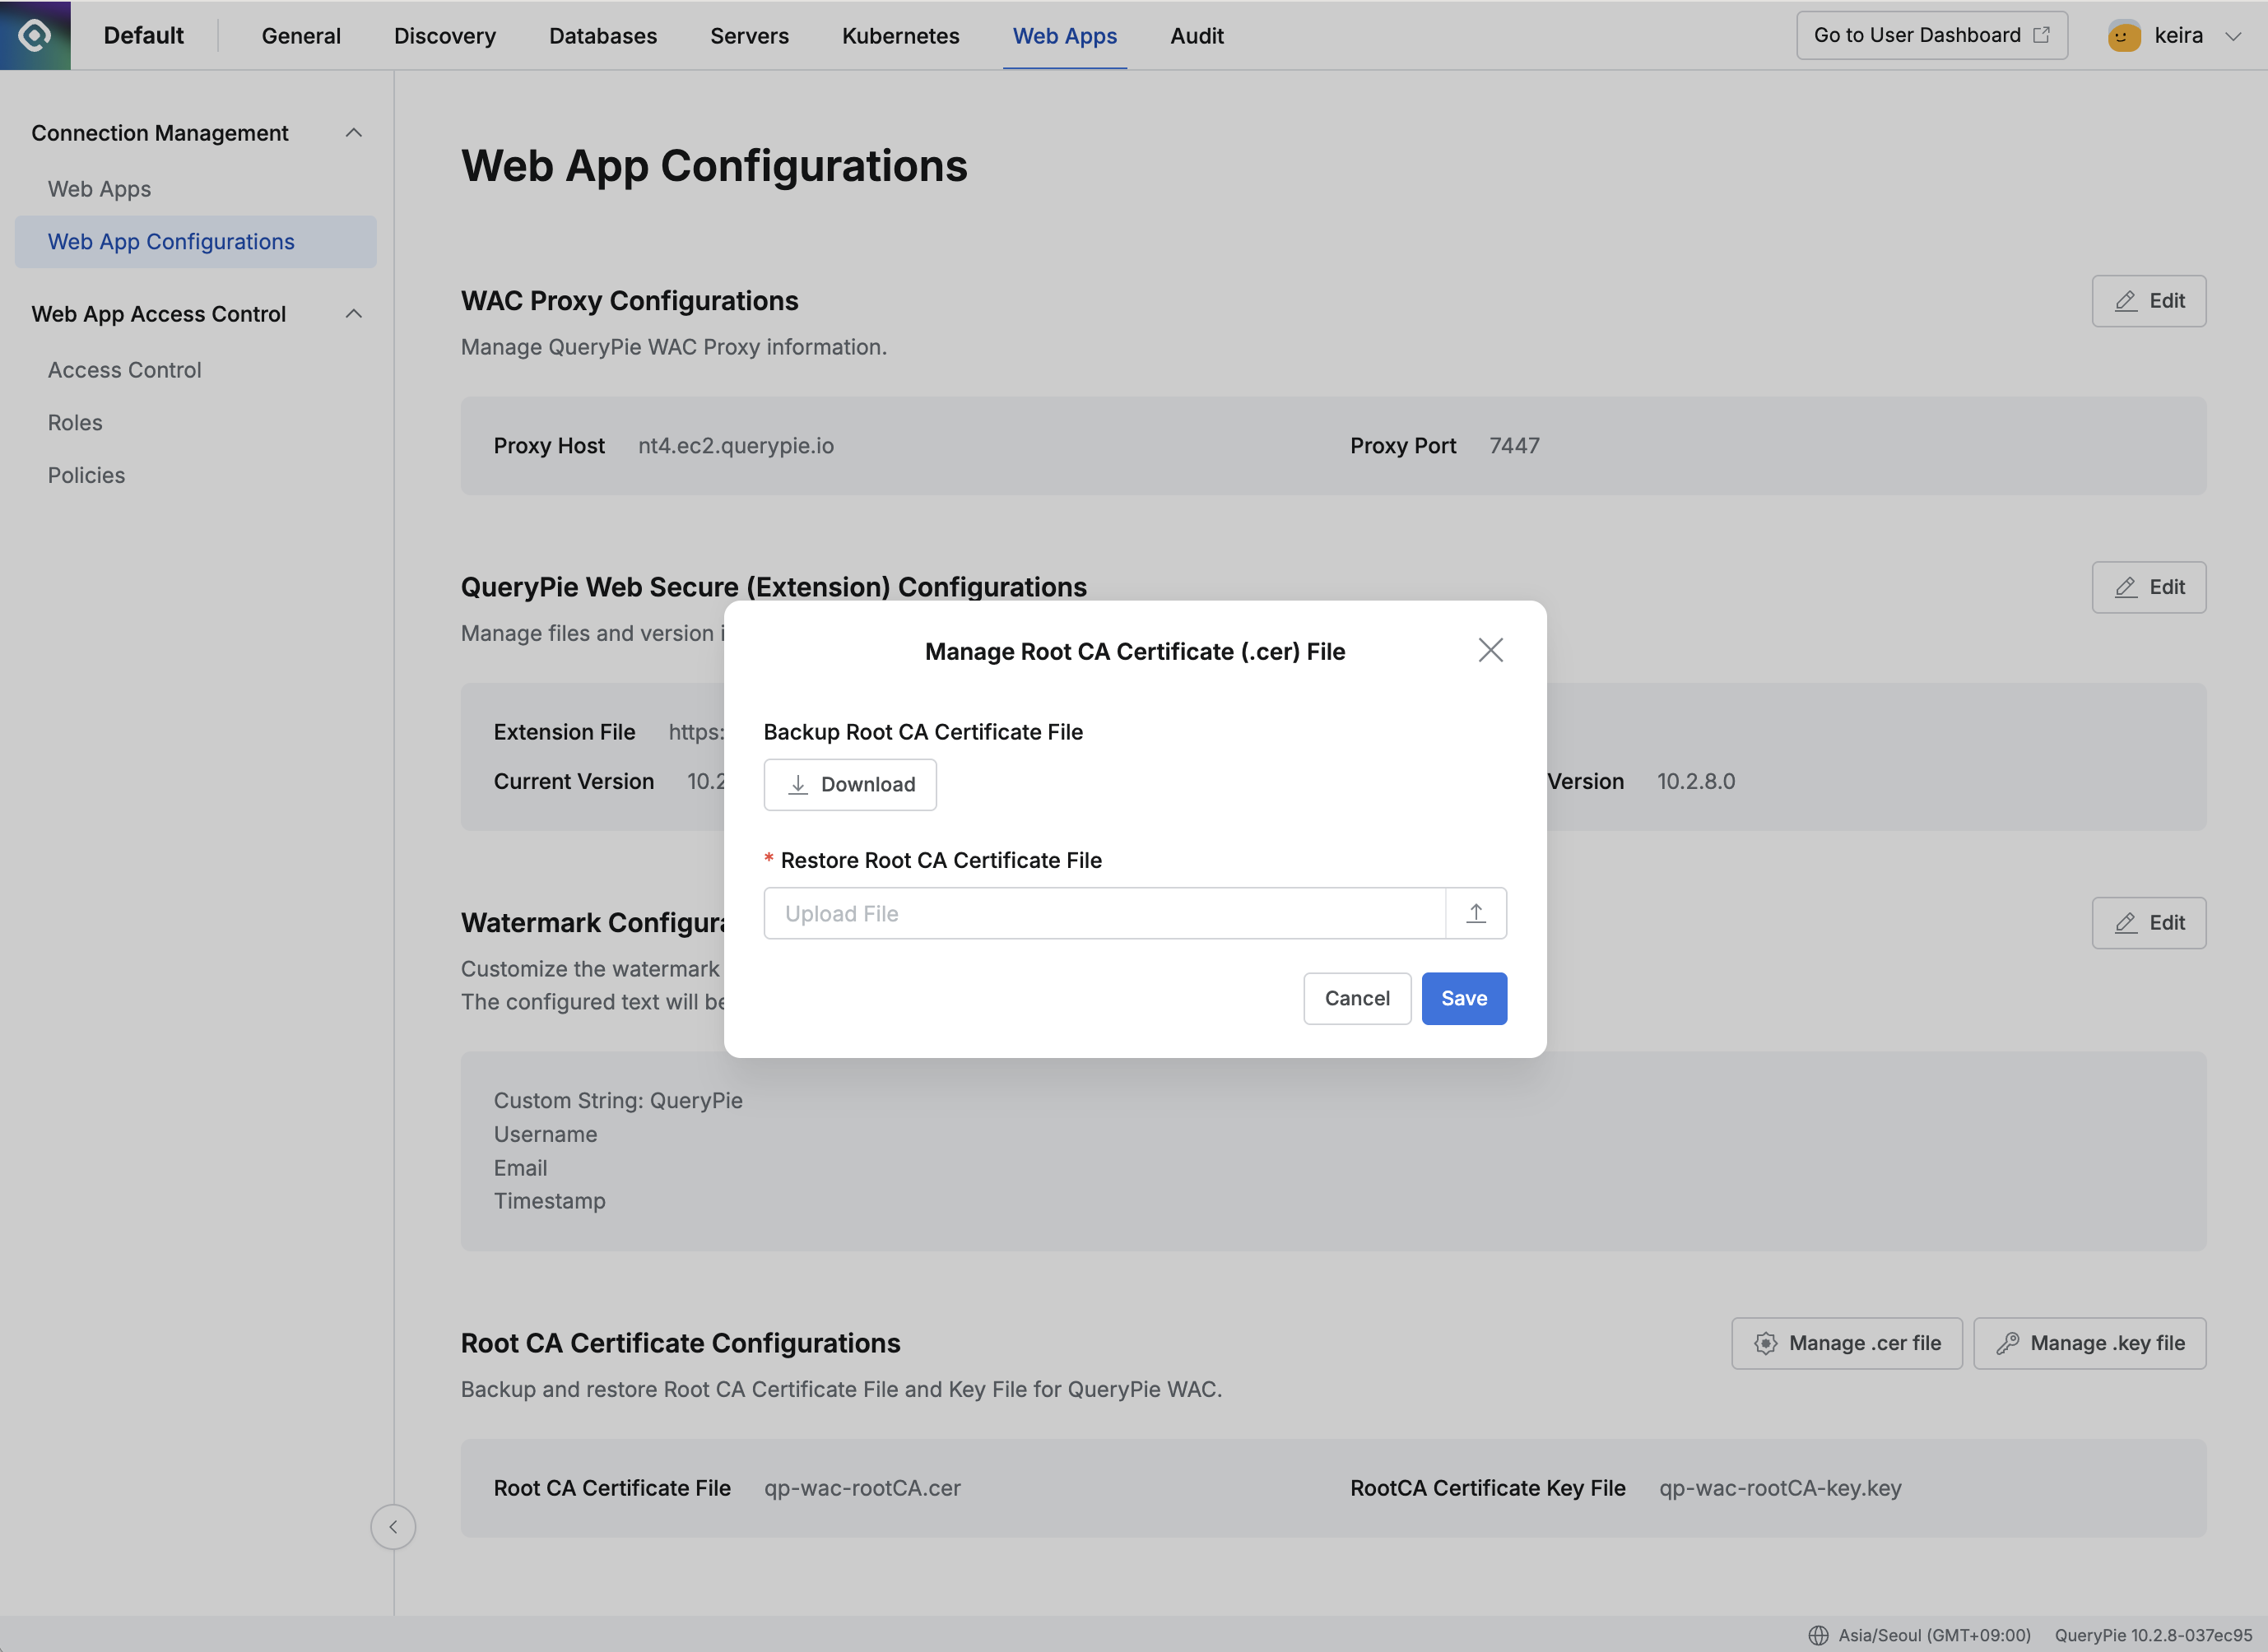 Default
General
Discovery
Databases
Servers
Kubernetes
Web Apps
Audit
Go to User Dashboard
keira
Connection Management
Web Apps
Web App Configurations
Web App Access Control
Access Control
Roles
Policies
Web App Configurations
WAC Proxy Configurations
Edit
Manage QueryPie WAC Proxy information.
Proxy Host nt4.ec2.querypie.io
Proxy Port 7447
QueryPie Web Secure (Extension) Configurations
Edit
Manage files and version
Extension File https:
Current Version 10.2
Version 10.2.8.0
Manage Root CA Certificate (.cer) File
Backup Root CA Certificate File
Download
* Restore Root CA Certificate File
Upload File
Cancel
Save
Watermark
Edit
Customize the watermark
The configured text will be
Custom String: QueryPie
Username
Email
Timestamp
Root CA Certificate Configurations
Manage .cer file
Manage .key file
Backup and restore Root CA Certificate File and Key File for QueryPie WAC.
Root CA Certificate File qp-wac-rootCA.cer
RootCA Certificate Key File qp-wac-rootCA-key.key
Asia/Seoul (GMT+09:00)
QueryPie 10.2.8-037ec95